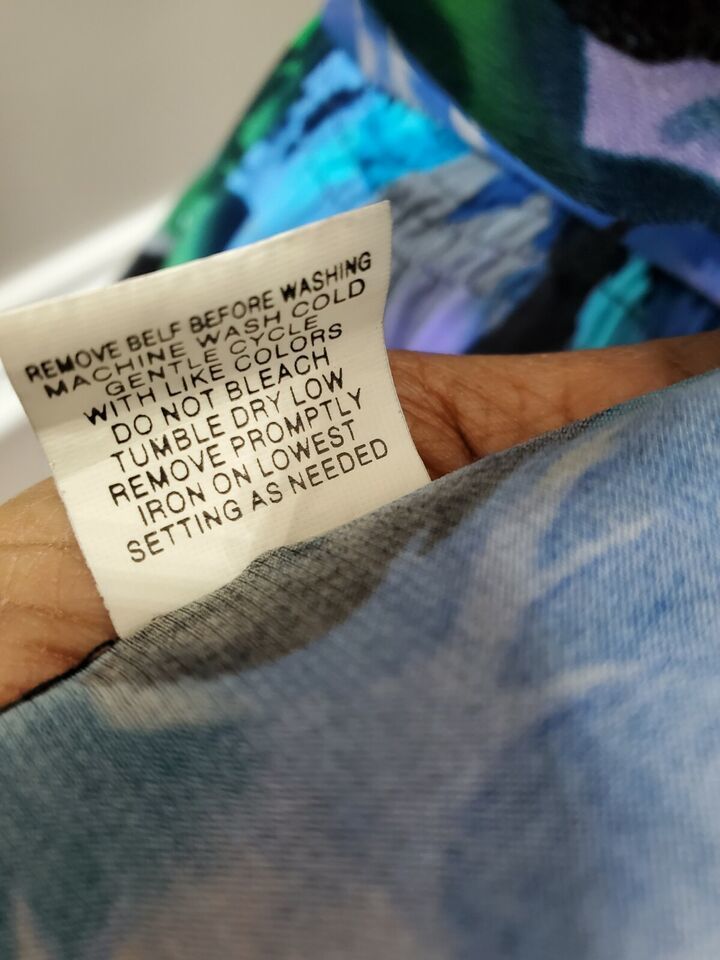 REMOVE BELF BEFORE WASHING
MACHINE WASH COLD
GENTLE CYCLE
WITH LIKE COLORS
DO NOT BLEACH
TUMBLE DRY LOW
REMOVE PROMPTLY
IRON ON LOWEST
SETTING AS NEEDED